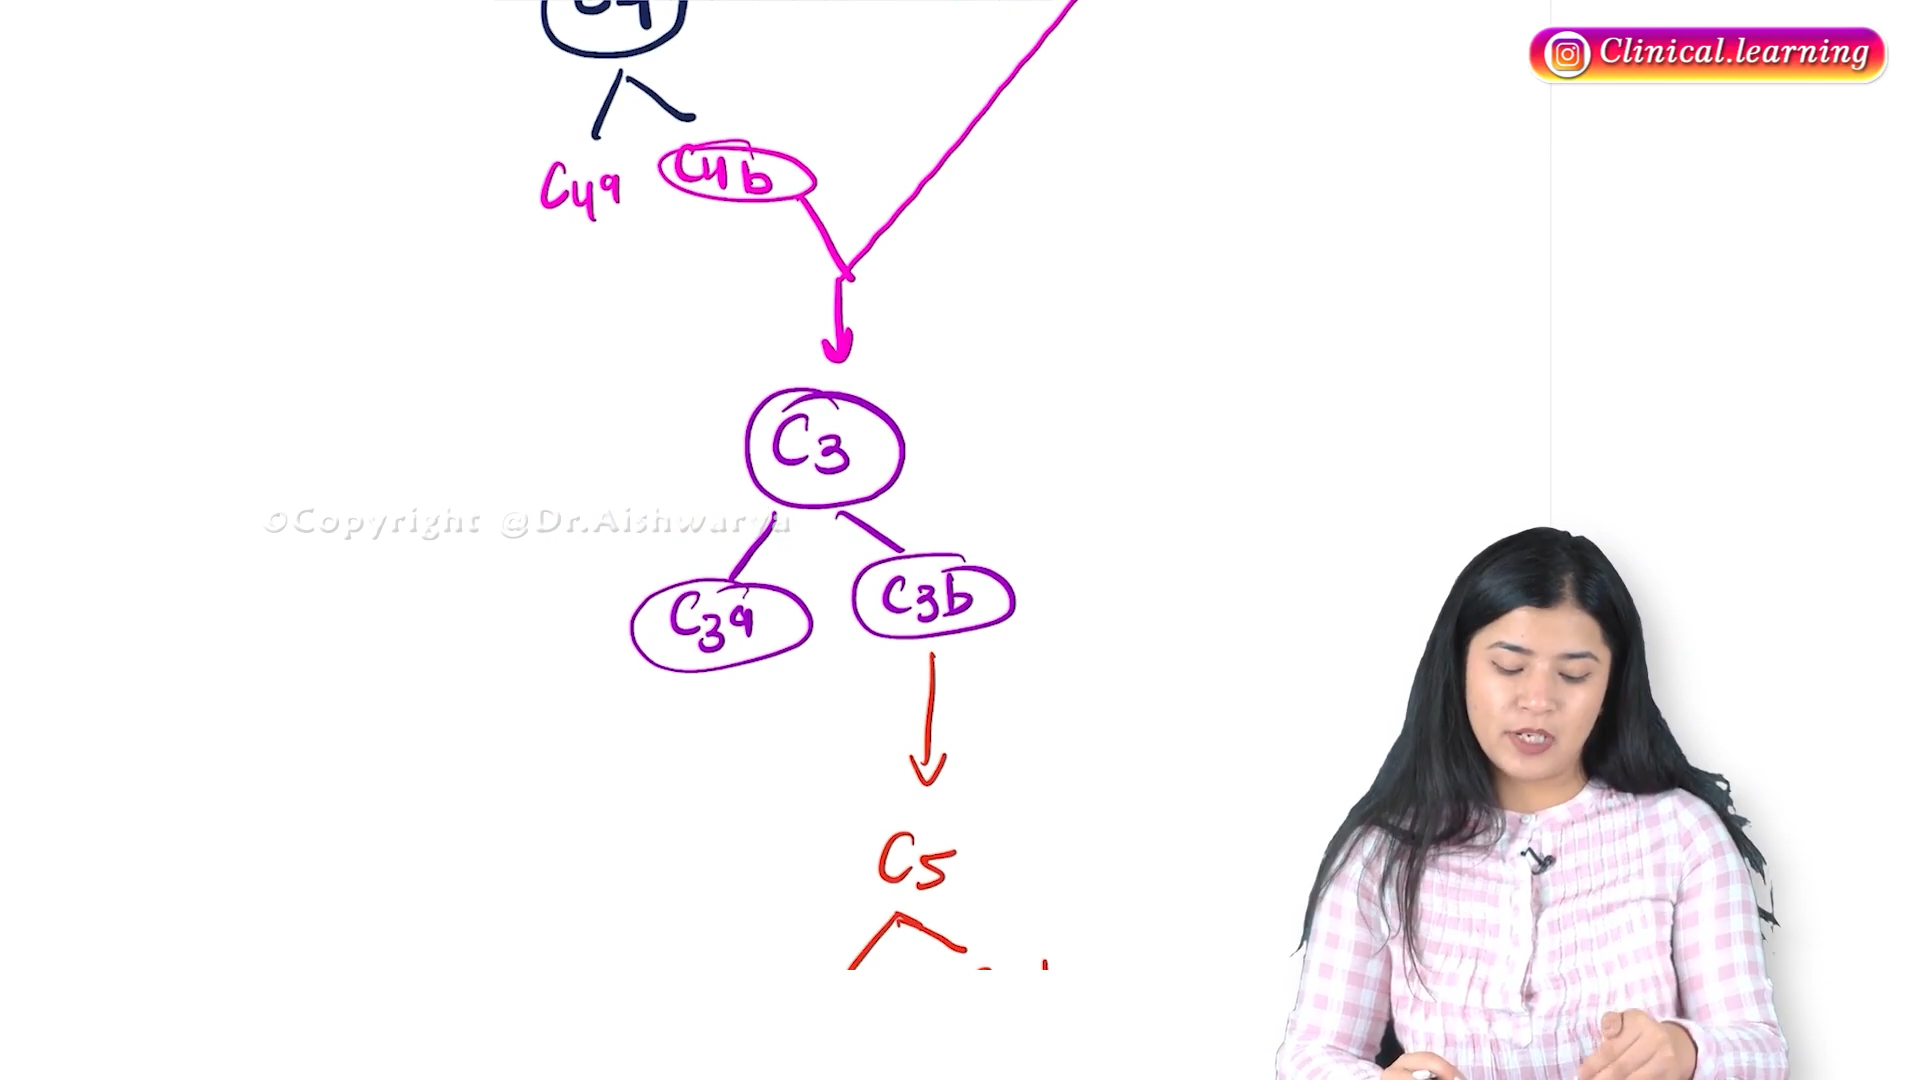 Clinical.learning
C4a C4b
C3
©Copyright @Dr.Aishwarya
C3a C3b
C5